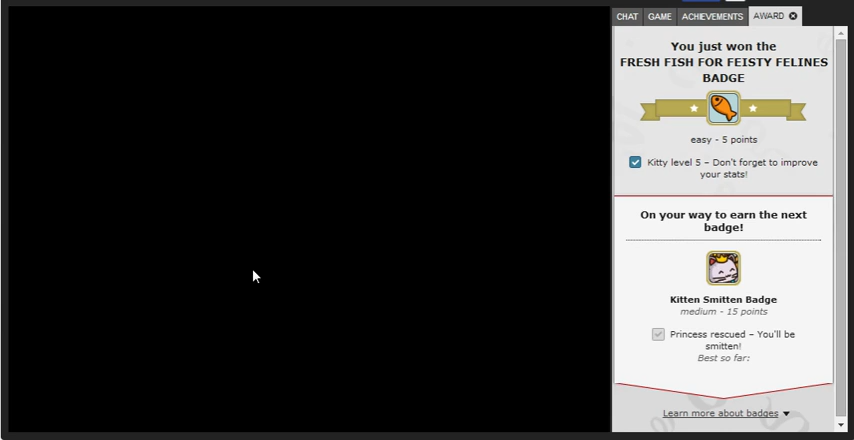 CHAT GAME ACHIEVEMENTS AWARD
You just won the
FRESH FISH FOR FEISTY FELINES
BADGE
easy - 5 points
Kitty level 5 – Don't forget to improve
your stats!
On your way to earn the next
badge!
Kitten Smitten Badge
medium - 15 points
Princess rescued – You'll be
smitten!
Best so far:
Learn more about badges